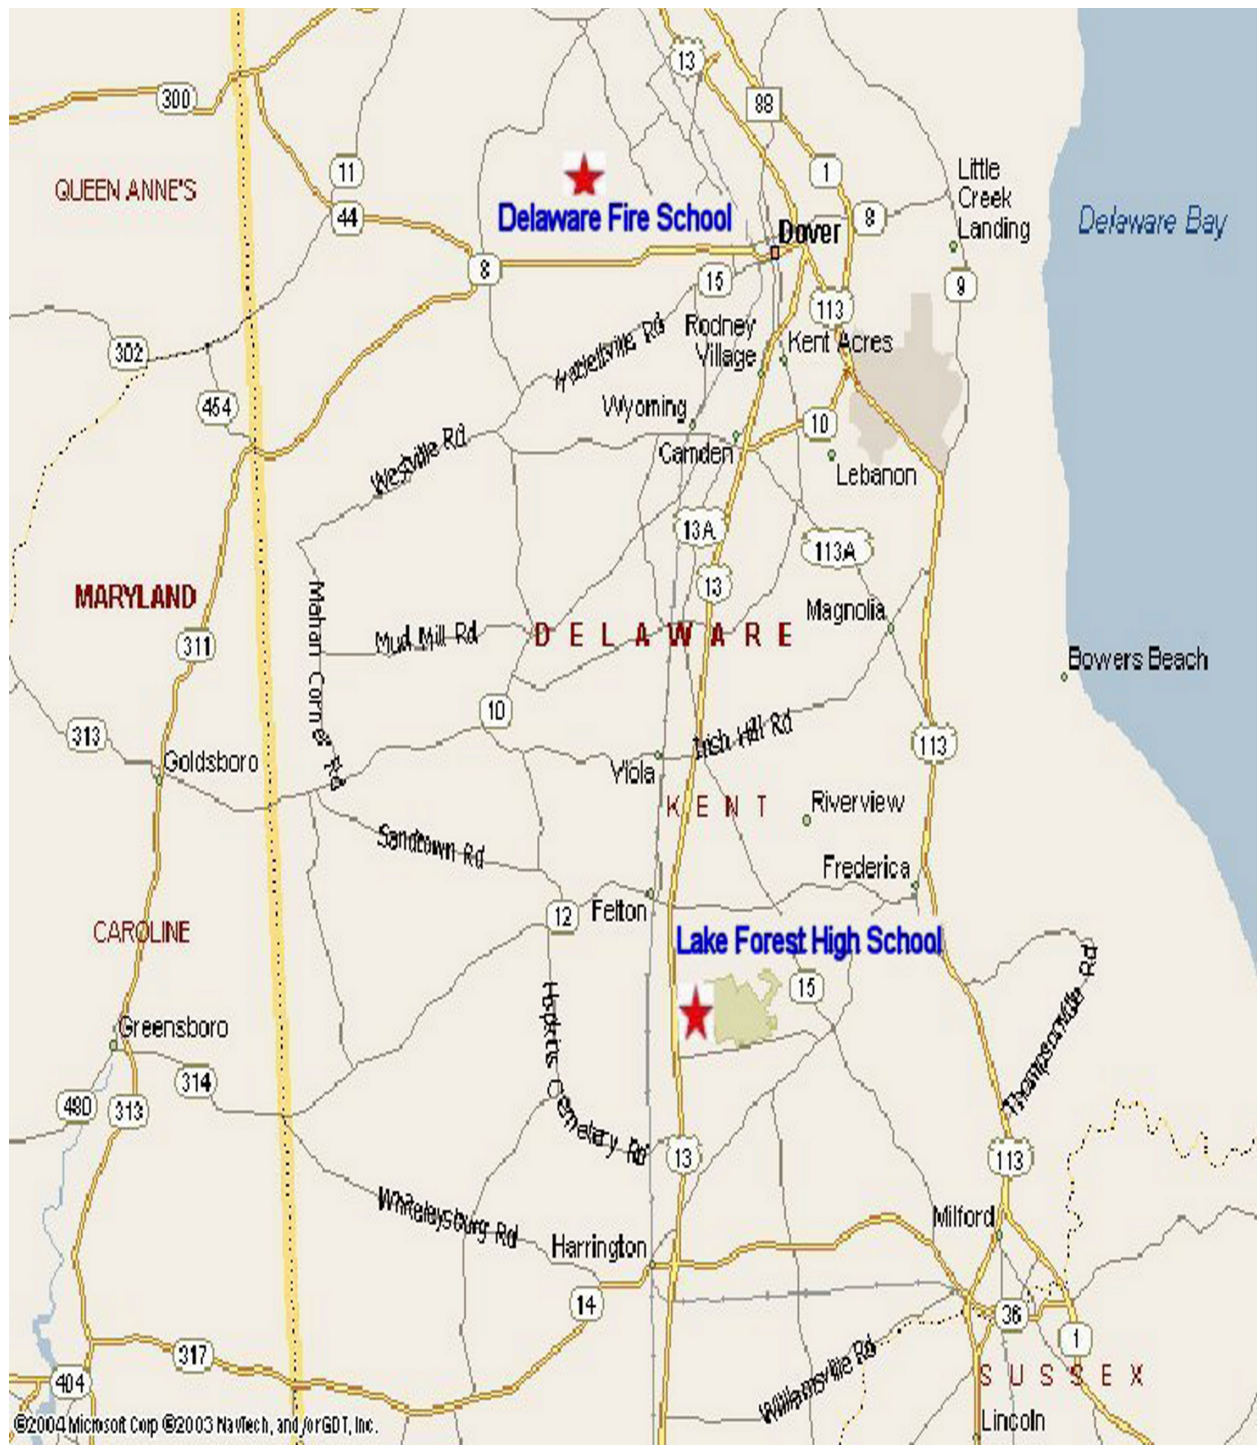 13
88
300
11
1
Little
Creek
Landing
QUEEN ANNE'S
Delaware Fire School
44
8
Delaware Bay
Dover
8
15
9
113
Rodney
Village
Kent Acres
302
454
Wyoming
10
Camden
Westville Rd
Lebanon
13A
113A
13
MARYLAND
Mahan Corner Rd
Magnolia
311
Mud Mill Rd
DELAWARE
Bowers Beach
10
313
Irish Hill Rd
113
Goldsboro
Viola
KENT
Riverview
Sandtown Rd
Frederica
12
Felton
CAROLINE
Lake Forest High School
15
Thompsonville Rd
Hopkins Cemetery Rd
Greensboro
314
480
313
13
113
Whiteleysburg Rd
Milford
Harrington
14
36
317
1
Williamsville Rd
SUSSEX
404
Lincoln
©2004 Microsoft Corp ©2003 NavTech, and/or GDT, Inc.